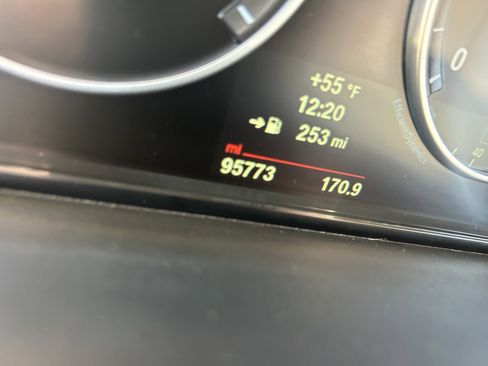 +55 °F
12:20
253 mi
mi
95773 170.9
EfficientDynamics
0
40